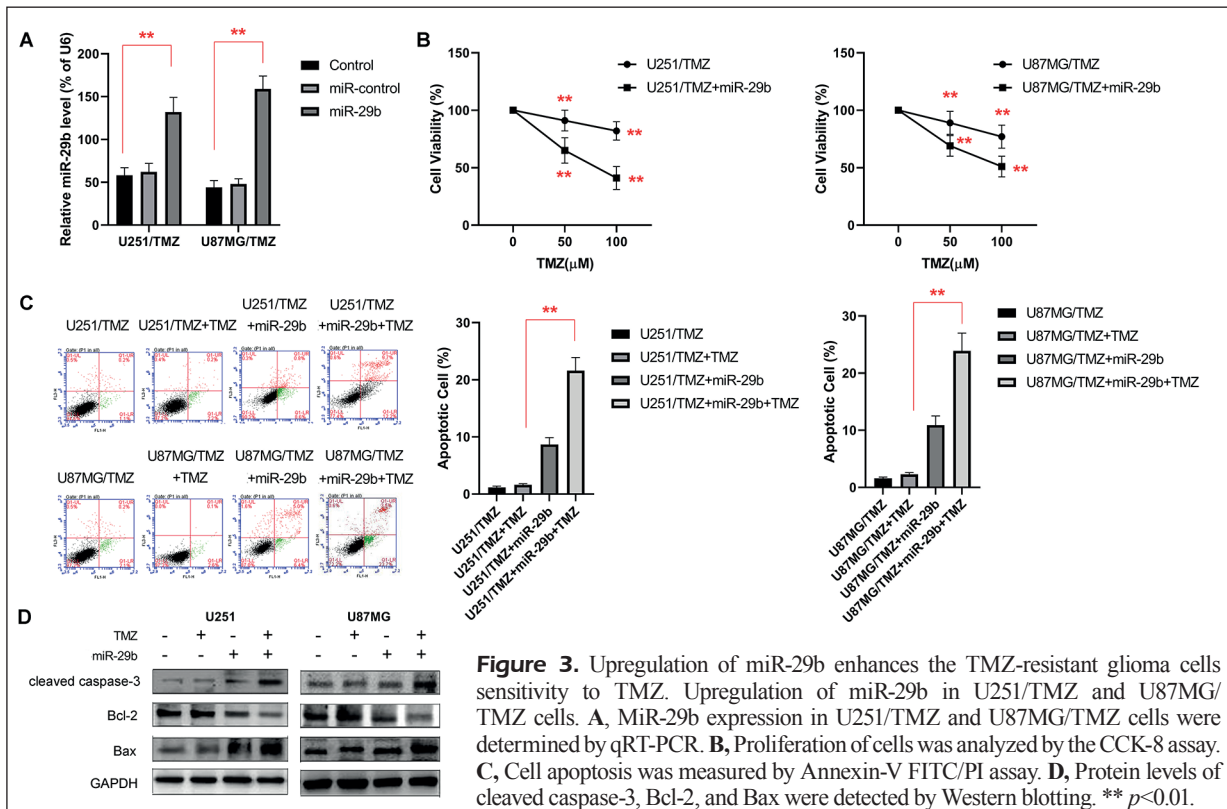 A
**
**
Relative miR-29b level (% of U6)
200
150
100
50
0
U251/TMZ
U87MG/TMZ
Control
miR-control
miR-29b
B
Cell Viability (%)
150
100
50
0
**
**
**
**
0
50
100
TMZ(μM)
U251/TMZ
U251/TMZ+miR-29b
Cell Viability (%)
150
100
50
0
**
**
**
**
0
50
100
TMZ(μM)
U87MG/TMZ
U87MG/TMZ+miR-29b
C
U251/TMZ
U251/TMZ+TMZ
U251/TMZ
+miR-29b
U251/TMZ
+miR-29b+TMZ
U87MG/TMZ
U87MG/TMZ
+TMZ
U87MG/TMZ
+miR-29b
U87MG/TMZ
+miR-29b+TMZ
FL1-H
Apoptotic Cell (%)
30
20
10
0
**
U251/TMZ
U251/TMZ+TMZ
U251/TMZ+miR-29b
U251/TMZ+miR-29b+TMZ
U251/TMZ
U251/TMZ+TMZ
U251/TMZ+miR-29b
U251/TMZ+miR-29b+TMZ
Apoptotic Cell (%)
30
20
10
0
**
U87MG/TMZ
U87MG/TMZ+TMZ
U87MG/TMZ+miR-29b
U87MG/TMZ+miR-29b+TMZ
U87MG/TMZ
U87MG/TMZ+TMZ
U87MG/TMZ+miR-29b
U87MG/TMZ+miR-29b+TMZ
D
U251
U87MG
TMZ - + - + - + - +
miR-29b - - + + - - + +
cleaved caspase-3
Bcl-2
Bax
GAPDH
Figure 3. Upregulation of miR-29b enhances the TMZ-resistant glioma cells
sensitivity to TMZ. Upregulation of miR-29b in U251/TMZ and U87MG/
TMZ cells. A, MiR-29b expression in U251/TMZ and U87MG/TMZ cells were
determined by qRT-PCR. B, Proliferation of cells was analyzed by the CCK-8 assay.
C, Cell apoptosis was measured by Annexin-V FITC/PI assay. D, Protein levels of
cleaved caspase-3, Bcl-2, and Bax were detected by Western blotting. ** p<0.01.